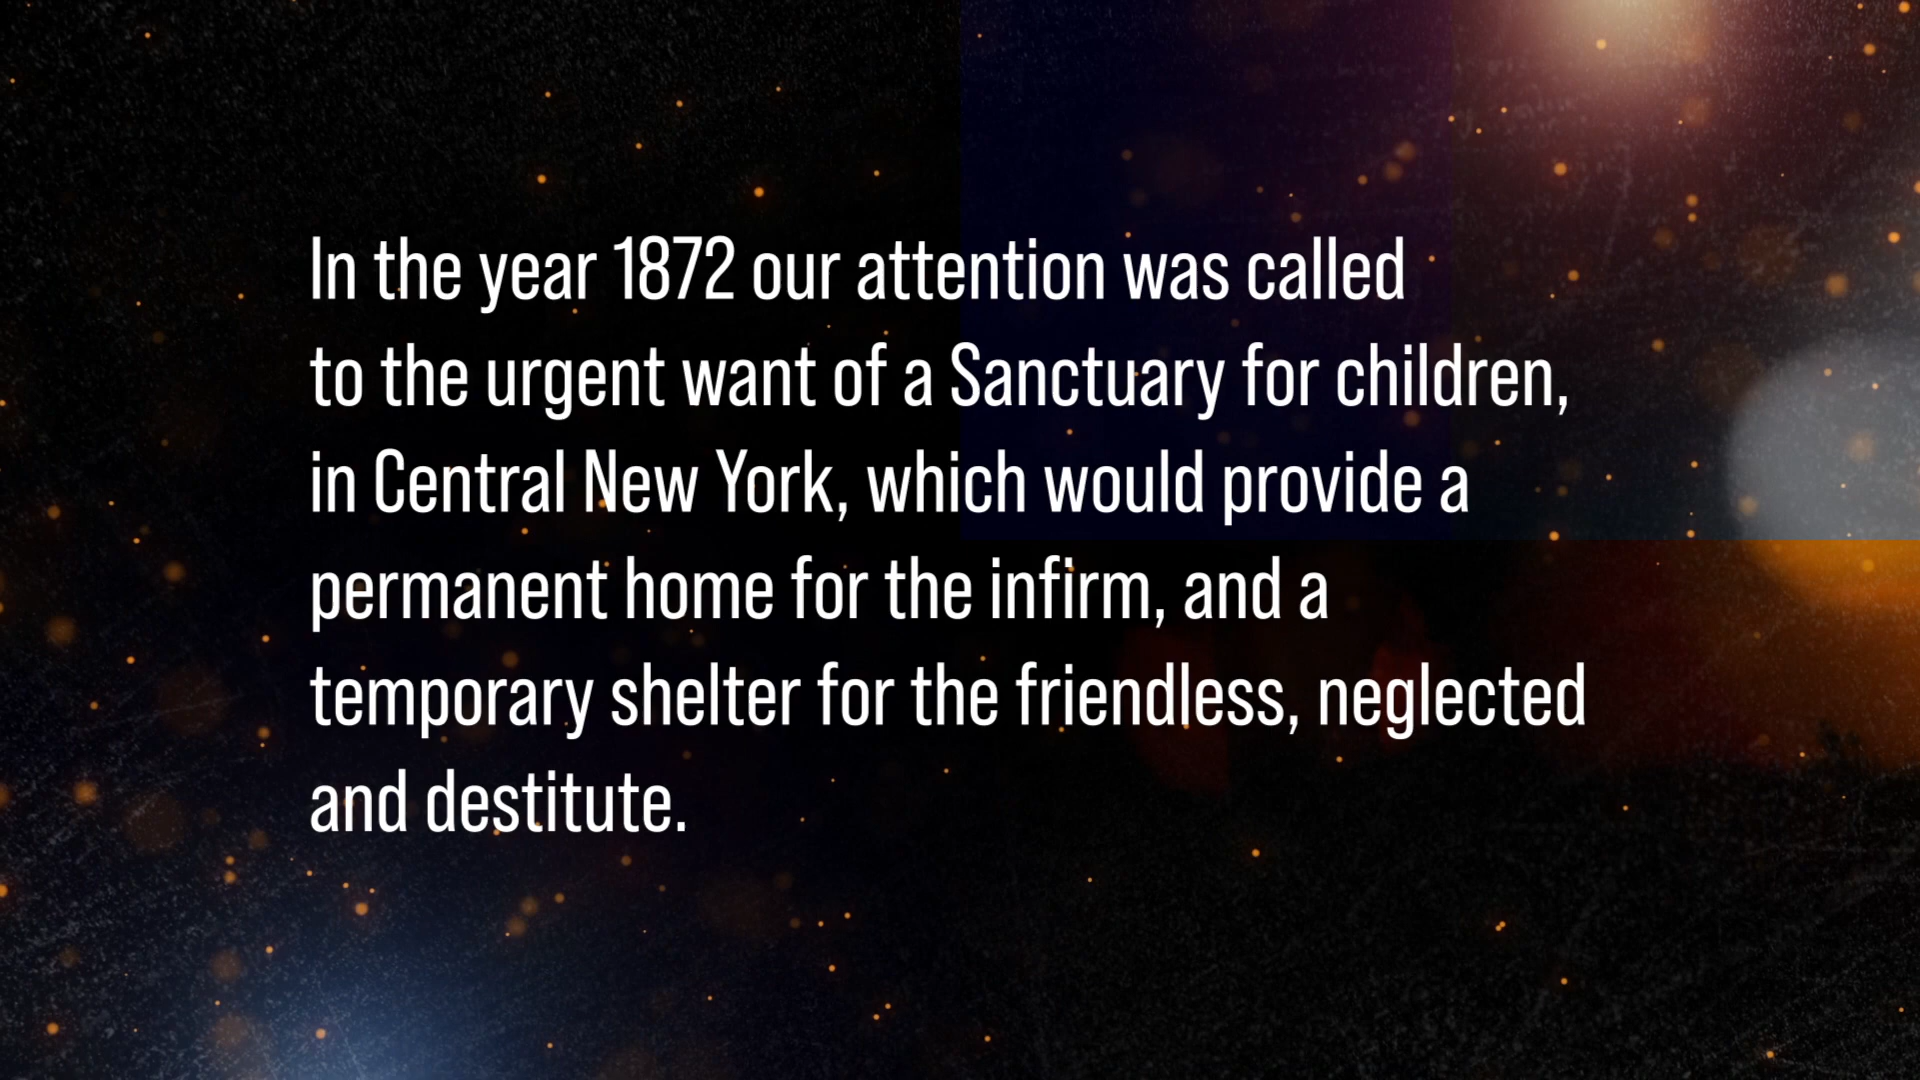 In the year 1872 our attention was called
to the urgent want of a Sanctuary for children,
in Central New York, which would provide a
permanent home for the infirm, and a
temporary shelter for the friendless, neglected
and destitute.